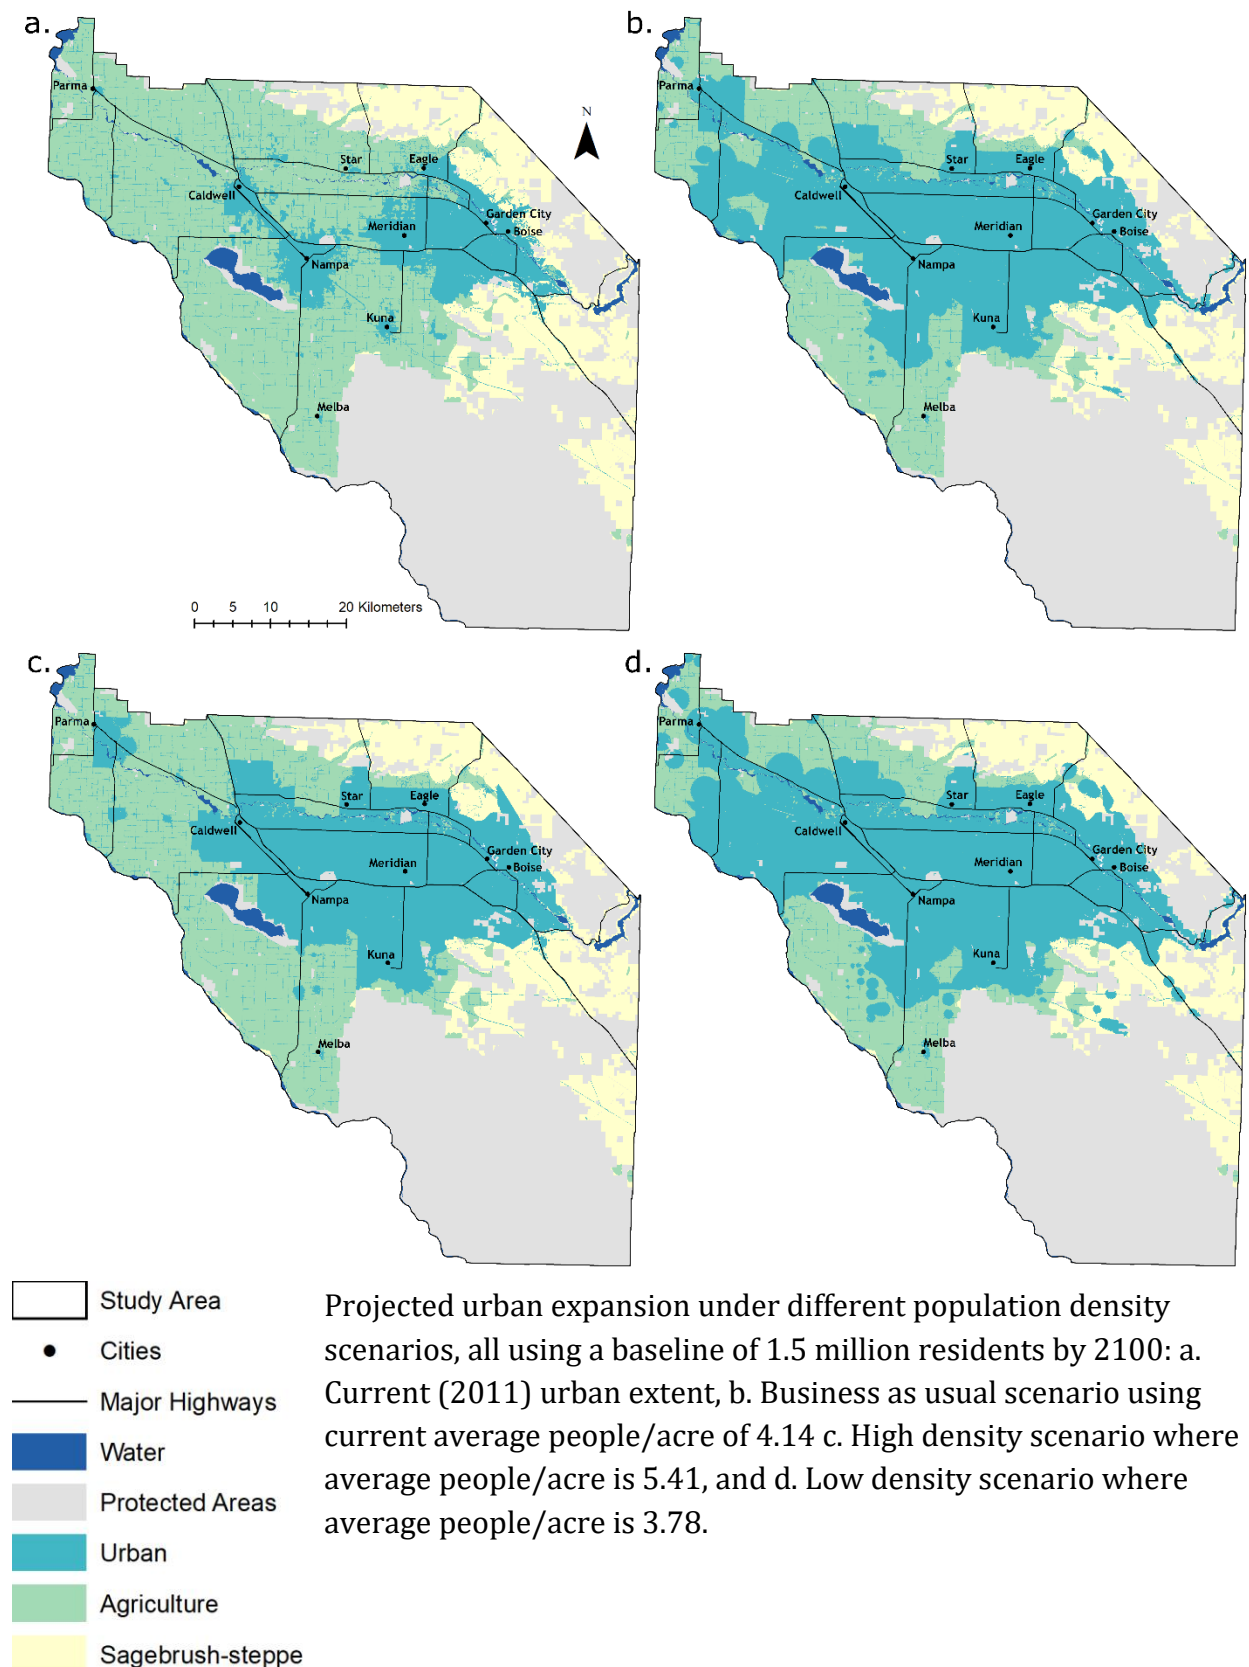 a.
Parma
Star
Eagle
Caldwell
Garden City
Boise
Meridian
Nampa
Kuna
Melba
N
0 5 10 20 Kilometers
b.
Parma
Star
Eagle
Caldwell
Garden City
Boise
Meridian
Nampa
Kuna
Melba
c.
Parma
Star
Eagle
Caldwell
Garden City
Boise
Meridian
Nampa
Kuna
Melba
d.
Parma
Star
Eagle
Caldwell
Garden City
Boise
Meridian
Nampa
Kuna
Melba
Study Area
Cities
Major Highways
Water
Protected Areas
Urban
Agriculture
Sagebrush-steppe
Projected urban expansion under different population density
scenarios, all using a baseline of 1.5 million residents by 2100: a.
Current (2011) urban extent, b. Business as usual scenario using
current average people/acre of 4.14 c. High density scenario where
average people/acre is 5.41, and d. Low density scenario where
average people/acre is 3.78.